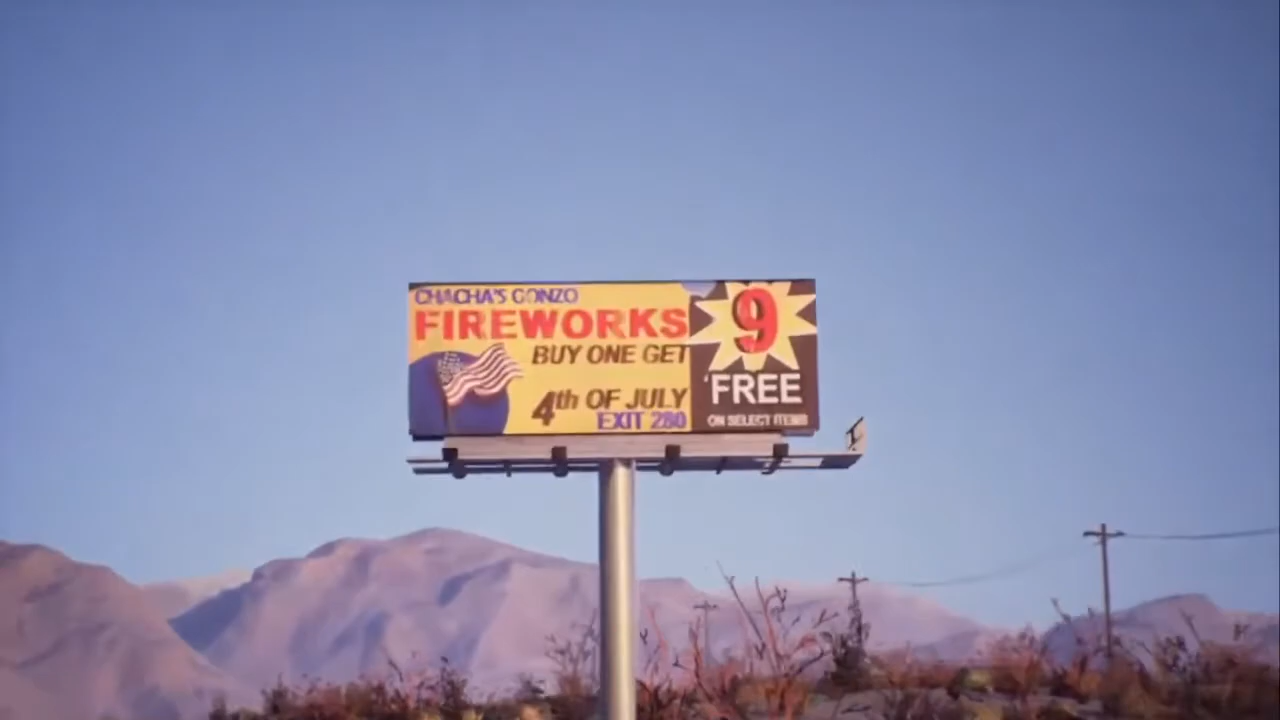 CHACHA'S GONZO
FIREWORKS
BUY ONE GET
9
FREE
4th OF JULY
EXIT 280
ON SELECT ITEMS